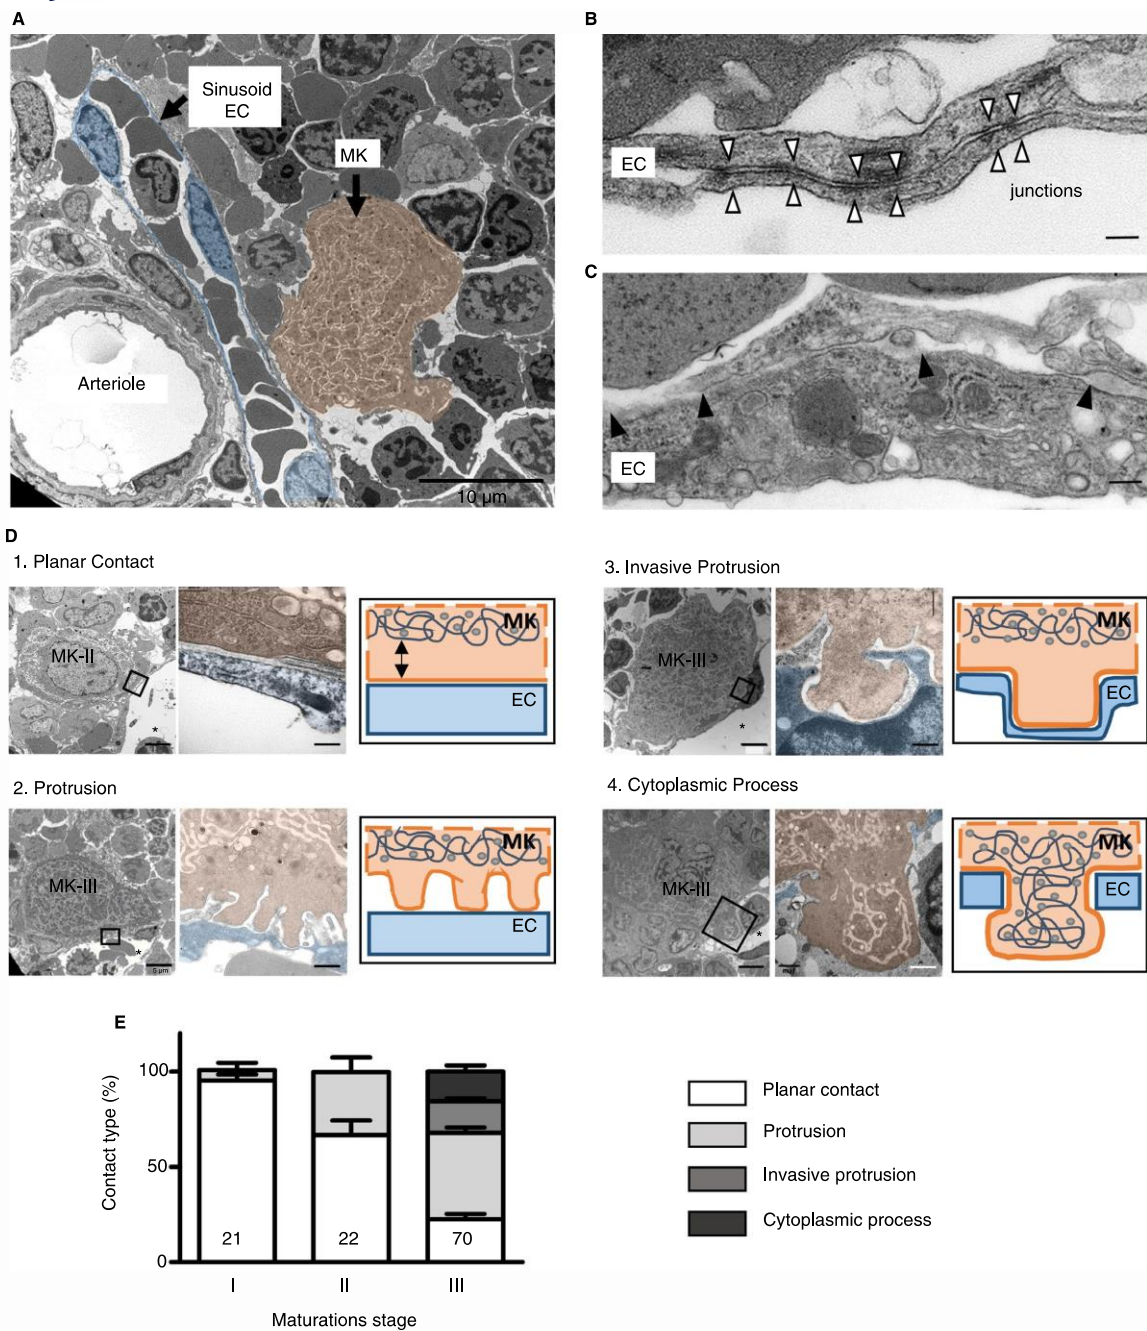 A
Sinusoid
EC
MK
Arteriole
10 µm
B
EC
junctions
C
EC
D
1. Planar Contact
MK-II
*
MK
EC
2. Protrusion
MK-III
*
5 µm
MK
EC
3. Invasive Protrusion
MK-III
*
MK
EC
4. Cytoplasmic Process
MK-III
*
MK
EC
E
Contact type (%)
100
50
0
21
22
70
I
II
III
Maturations stage
Planar contact
Protrusion
Invasive protrusion
Cytoplasmic process